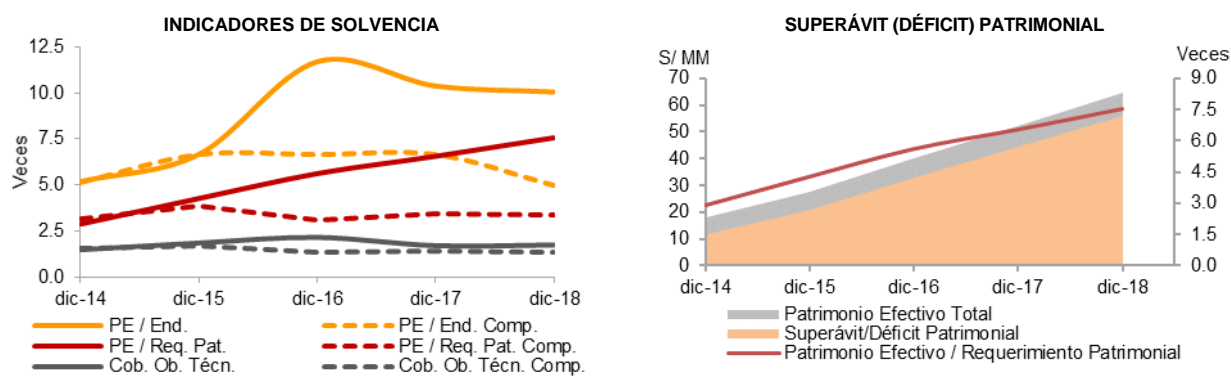 INDICADORES DE SOLVENCIA
12.5
10.0
7.5
5.0
2.5
0.0
Veces
dic-14 dic-15 dic-16 dic-17 dic-18
PE / End. PE / End. Comp.
PE / Req. Pat. PE / Req. Pat. Comp.
Cob. Ob. Técn. Cob. Ob. Técn. Comp.
SUPERÁVIT (DÉFICIT) PATRIMONIAL
S/ MM Veces
70 9.0
60 7.5
50 6.0
40 4.5
30 3.0
20 1.5
10 0.0
0
dic-14 dic-15 dic-16 dic-17 dic-18
Patrimonio Efectivo Total
Superávit/Déficit Patrimonial
Patrimonio Efectivo / Requerimiento Patrimonial